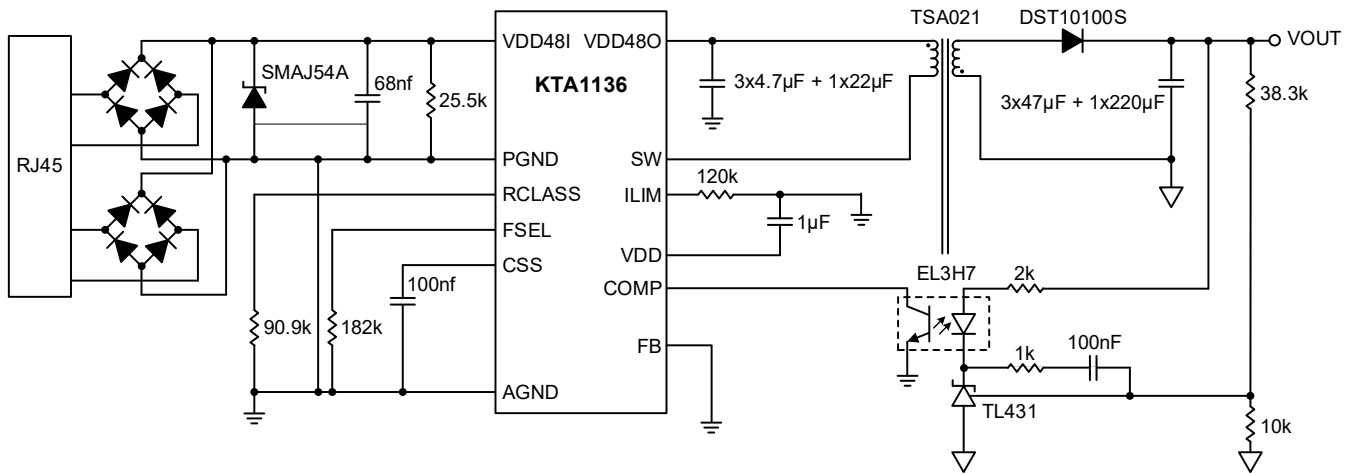 TSA021
DST10100S
VDD48I
VDD48O
VOUT
SMAJ54A
68nf
25.5k
KTA1136
3x4.7µF + 1x22µF
3x47µF + 1x220µF
38.3k
RJ45
PGND
SW
RCLASS
ILIM
120k
FSEL
1µF
CSS
VDD
100nf
EL3H7
COMP
2k
90.9k
182k
FB
1k
100nF
AGND
TL431
10k